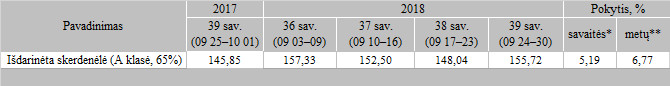 Pavadinimas 2017 2018 Pokytis, %
39 sav. (09 25–10 01) 36 sav. (09 03–09) 37 sav. (09 10–16) 38 sav. (09 17–23) 39 sav. (09 24–30) savaitės* metų**
Išdarinėta skerdenėlė (A klasė, 65%) 145,85 157,33 152,50 148,04 155,72 5,19 6,77